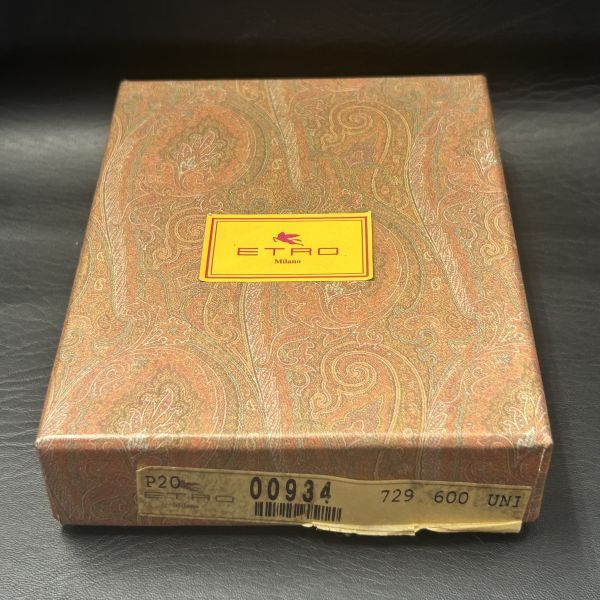 ETRO
Milano
P20 00934 729 600 UNI
ETRO
Milano